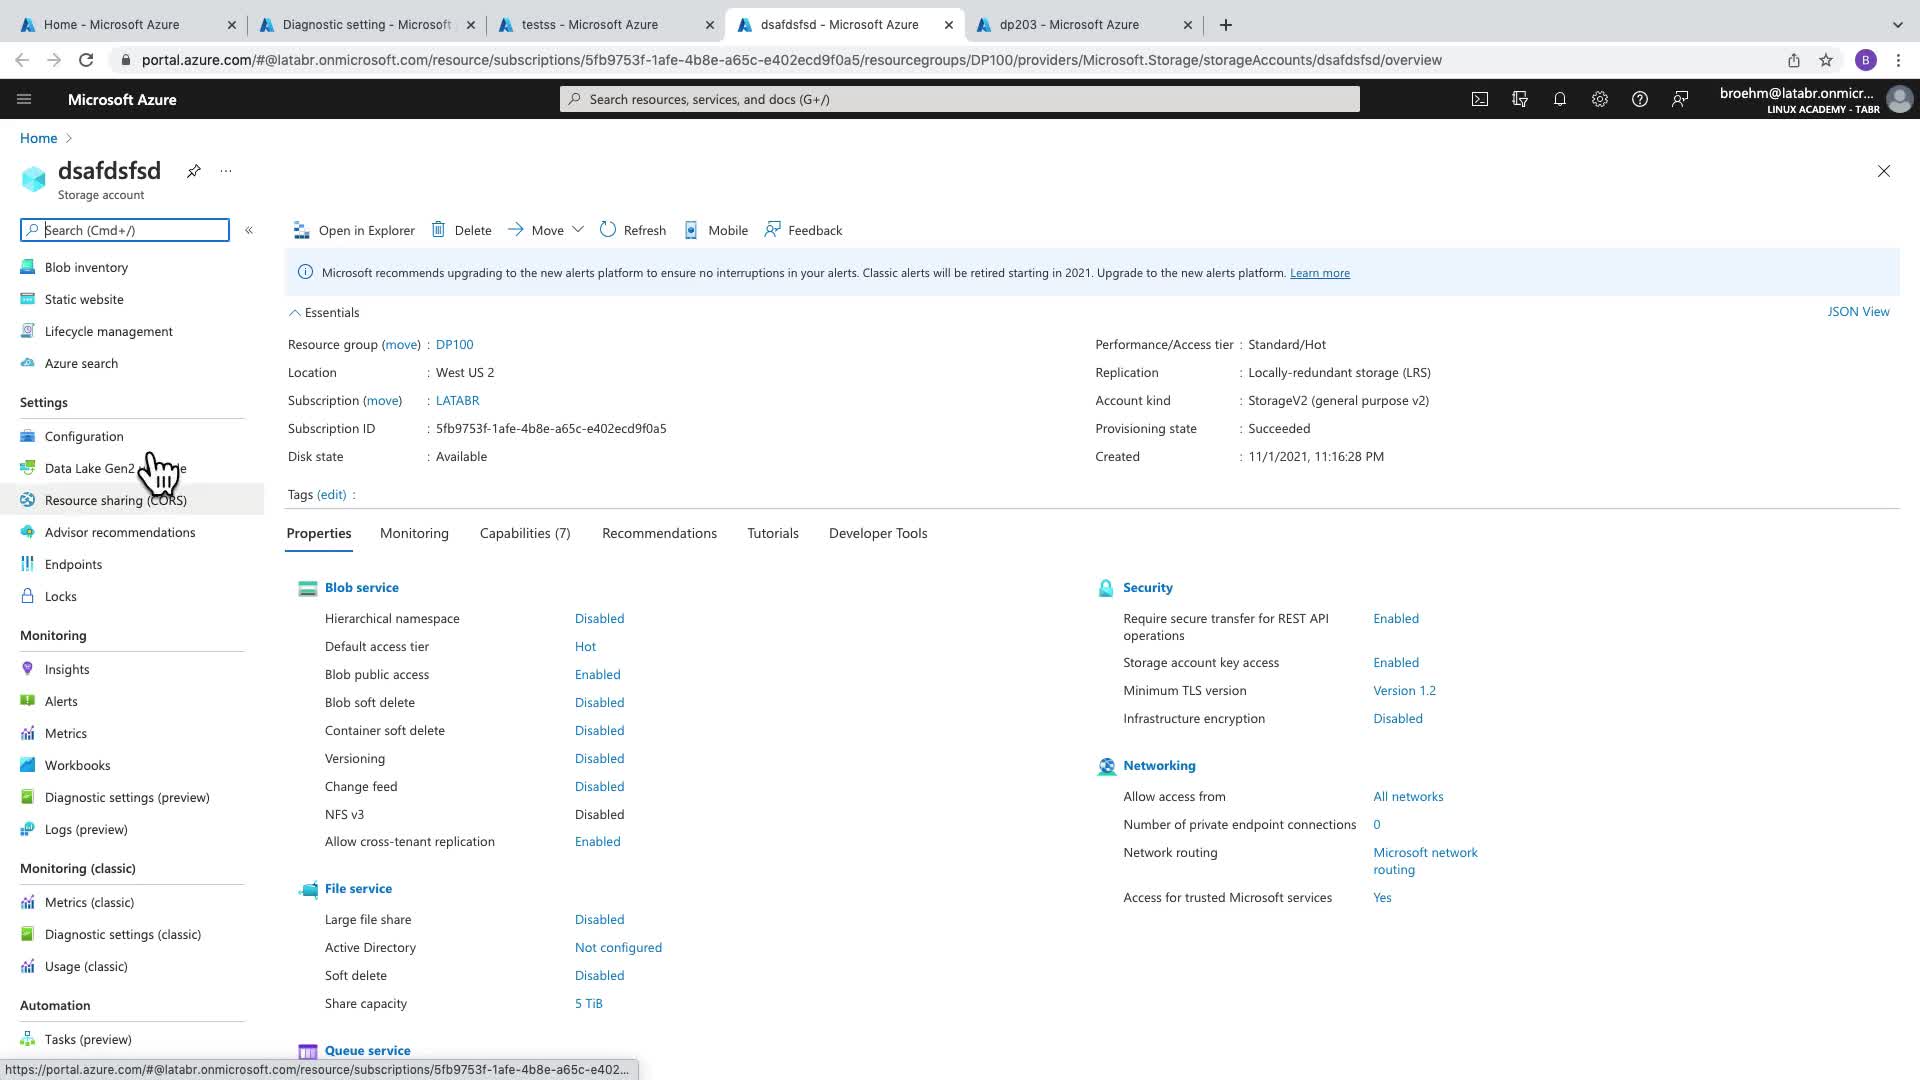 Home - Microsoft Azure
Diagnostic setting - Microsoft
testss - Microsoft Azure
dsafdsfsd - Microsoft Azure
dp203 - Microsoft Azure
portal.azure.com/#@latabr.onmicrosoft.com/resource/subscriptions/5fb9753f-1afe-4b8e-a65c-e402ecd9f0a5/resourcegroups/DP100/providers/Microsoft.Storage/storageAccounts/dsafdsfsd/overview
B
Microsoft Azure
Search resources, services, and docs (G+/)
broehm@latabr.onmicr...
LINUX ACADEMY - TABR
Home
dsafdsfsd
Storage account
Search (Cmd+/)
Blob inventory
Static website
Lifecycle management
Azure search
Settings
Configuration
Data Lake Gen2
Resource sharing (CORS)
Advisor recommendations
Endpoints
Locks
Monitoring
Insights
Alerts
Metrics
Workbooks
Diagnostic settings (preview)
Logs (preview)
Monitoring (classic)
Metrics (classic)
Diagnostic settings (classic)
Usage (classic)
Automation
Tasks (preview)
Open in Explorer
Delete
Move
Refresh
Mobile
Feedback
Microsoft recommends upgrading to the new alerts platform to ensure no interruptions in your alerts. Classic alerts will be retired starting in 2021. Upgrade to the new alerts platform. Learn more
Essentials
JSON View
Resource group (move) : DP100
Location : West US 2
Subscription (move) : LATABR
Subscription ID : 5fb9753f-1afe-4b8e-a65c-e402ecd9f0a5
Disk state : Available
Performance/Access tier : Standard/Hot
Replication : Locally-redundant storage (LRS)
Account kind : StorageV2 (general purpose v2)
Provisioning state : Succeeded
Created : 11/1/2021, 11:16:28 PM
Tags (edit) :
Properties
Monitoring
Capabilities (7)
Recommendations
Tutorials
Developer Tools
Blob service
Hierarchical namespace Disabled
Default access tier Hot
Blob public access Enabled
Blob soft delete Disabled
Container soft delete Disabled
Versioning Disabled
Change feed Disabled
NFS v3 Disabled
Allow cross-tenant replication Enabled
File service
Large file share Disabled
Active Directory Not configured
Soft delete Disabled
Share capacity 5 TiB
Queue service
Security
Require secure transfer for REST API Enabled
operations
Storage account key access Enabled
Minimum TLS version Version 1.2
Infrastructure encryption Disabled
Networking
Allow access from All networks
Number of private endpoint connections 0
Network routing Microsoft network
routing
Access for trusted Microsoft services Yes
https://portal.azure.com/#@latabr.onmicrosoft.com/resource/subscriptions/5fb9753f-1afe-4b8e-a65c-e402...